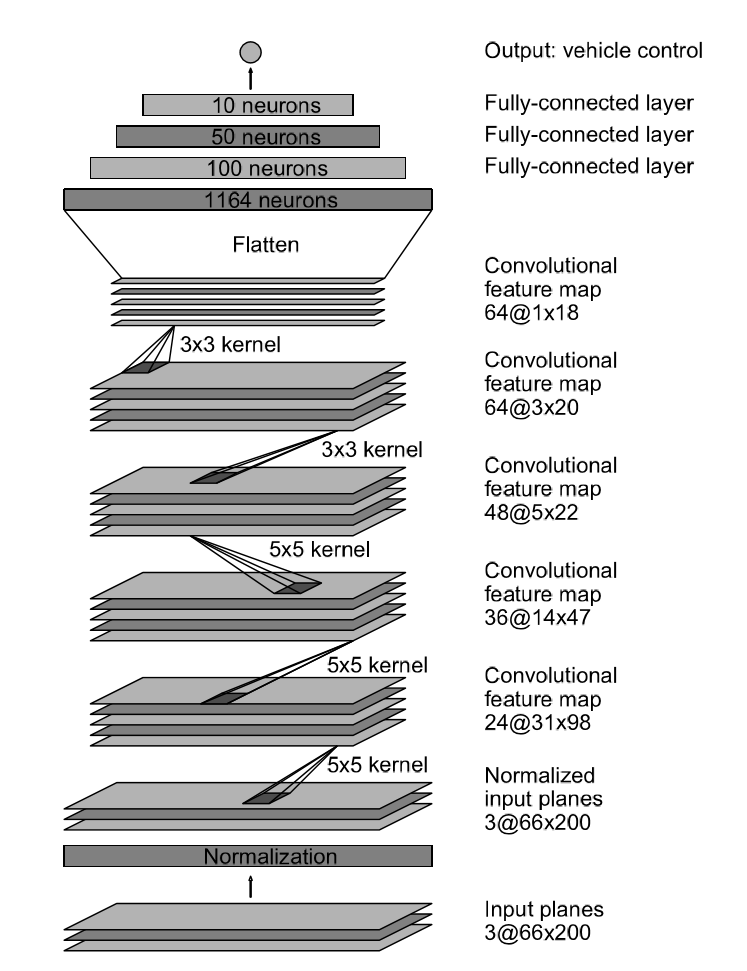 Output: vehicle control
10 neurons
Fully-connected layer
50 neurons
Fully-connected layer
100 neurons
Fully-connected layer
1164 neurons
Flatten
Convolutional
feature map
64@1x18
3x3 kernel
Convolutional
feature map
64@3x20
3x3 kernel
Convolutional
feature map
48@5x22
5x5 kernel
Convolutional
feature map
36@14x47
5x5 kernel
Convolutional
feature map
24@31x98
5x5 kernel
Normalized
input planes
3@66x200
Normalization
Input planes
3@66x200